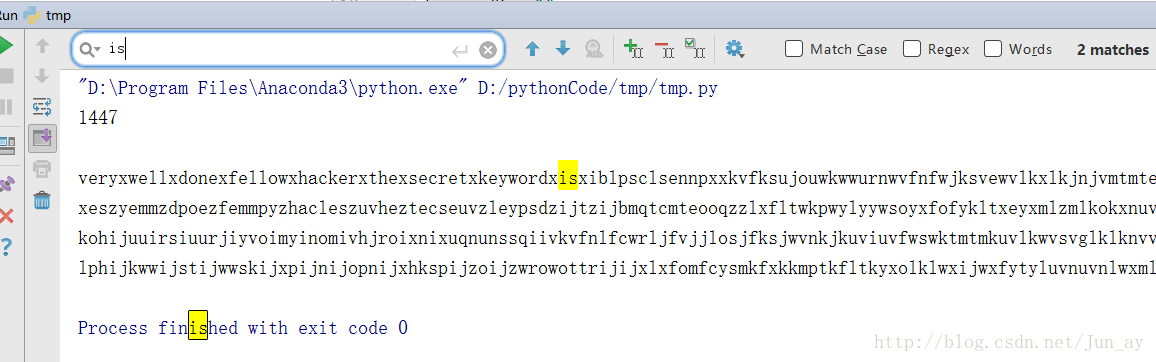 Run tmp
is
Match Case Regex Words 2 matches
"D:\Program Files\Anaconda3\python.exe" D:/pythonCode/tmp/tmp.py
1447
veryxwellxdonexfellowxhackerxthexsecretxkeywordxisxiblpsclsennpxxkvfksujouwkwwurnwvfnfwjksvewvlkxlkjnjvmtmte
xeszyemmzdpoezfemmpyzhacleszuvheztecseuvzleypsdzijtzijbmqtcmteooqzzlxfltwkpwylyywsoyxfofykltxeyxmlzmlkokxnuv
kohijuuirsiuurjiyvoimyinomivhjroixnixuqnunssqiivkvfnlfcwrljfvjjlosjfksjwvnkjkuviuvfwswktmtmkuvlkwvsvglklknvv
lphijkwwijstijwwskijxpijnijopnijxhkspijzoijzwrowottrijijxlxfomfcysmkfxkkmptkfltkyxolklwxijwxfytyluvnuvnlwxml
Process finished with exit code 0
http://blog.csdn.net/Jun_ay